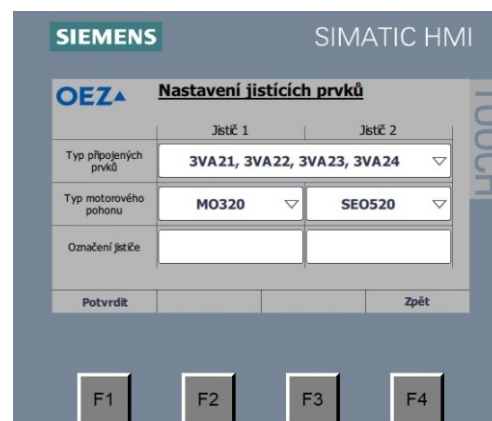 SIEMENS
SIMATIC HMI
TOUCH
OEZ
Nastavení jistících prvků
Jistič 1
Jistič 2
Typ připojených
prvků
3VA21, 3VA22, 3VA23, 3VA24
Typ motorového
pohonu
MO320
SEO520
Označení jističe
Potvrdit
Zpět
F1
F2
F3
F4